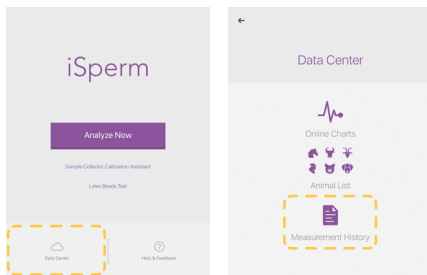 iSperm
Analyze Now
Sample Collector Calibration Assistant
Latex Beads Test
Data Center
Help & Feedback
Data Center
Online Charts
Animal List
Measurement History